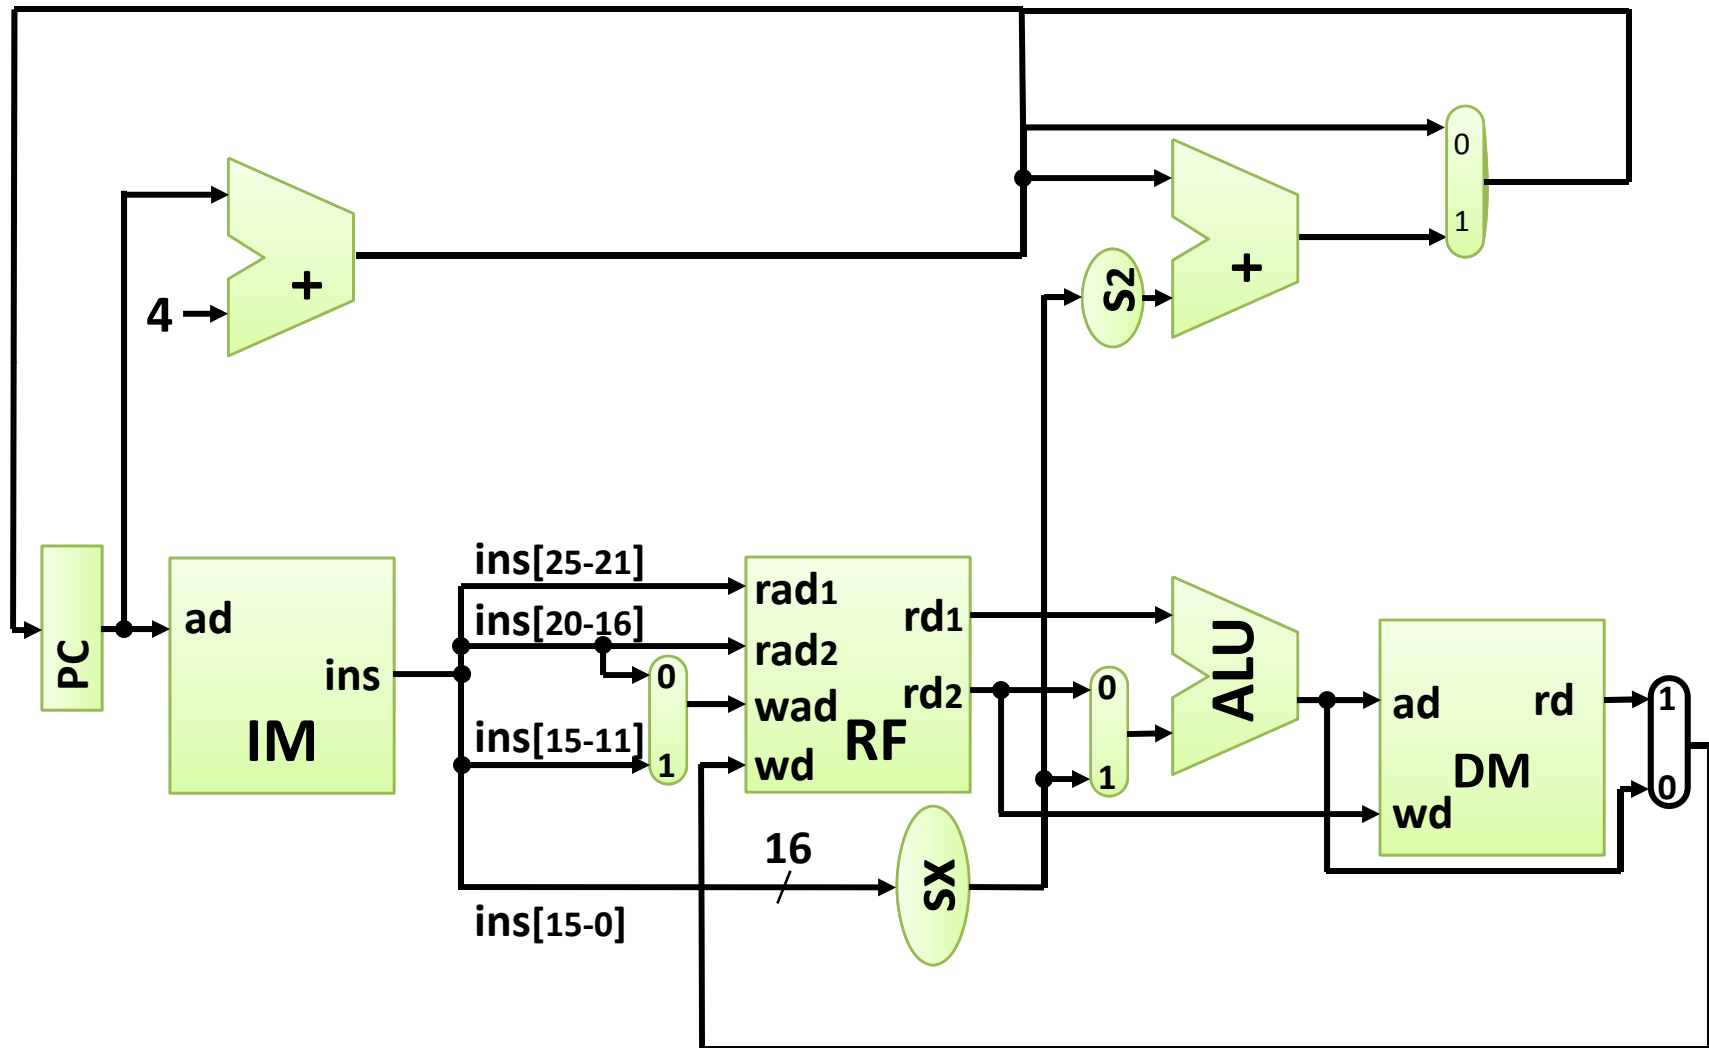 0
1
+
s2
+
4
PC
ad
ins
IM
ins[25-21]
ins[20-16]
0
ins[15-11]
1
rad1
rad2
wad
wd
rd1
rd2
RF
0
1
ALU
ad
rd
DM
wd
1
0
16
sx
ins[15-0]